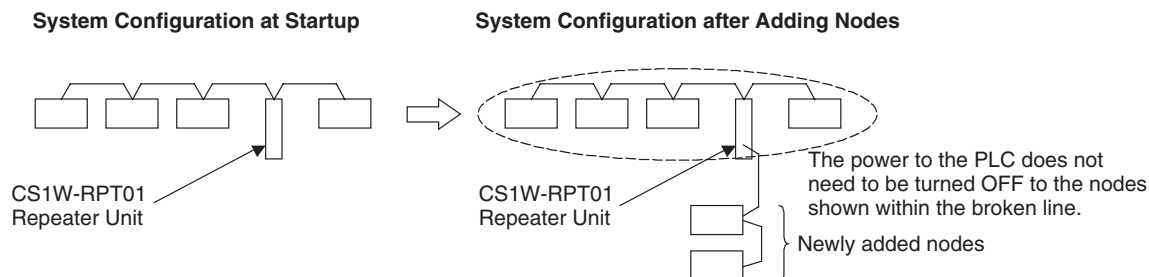 System Configuration at Startup
System Configuration after Adding Nodes
CS1W-RPT01
Repeater Unit
CS1W-RPT01
Repeater Unit
The power to the PLC does not
need to be turned OFF to the nodes
shown within the broken line.
Newly added nodes